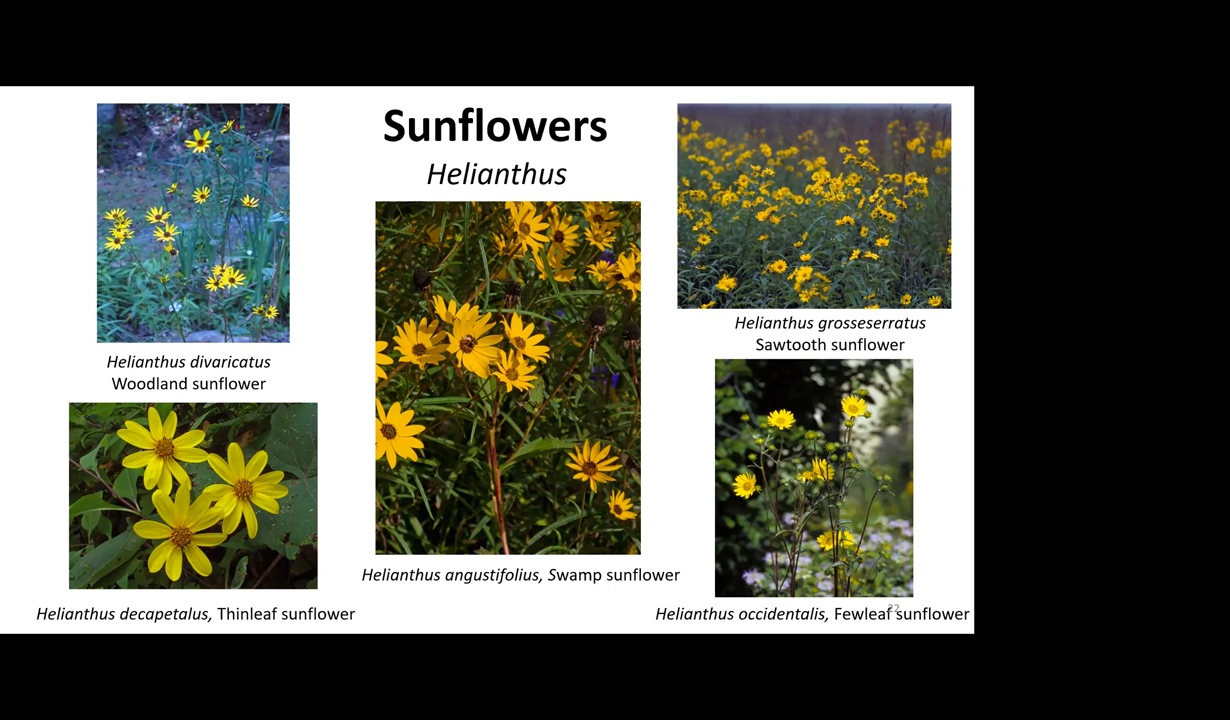 Sunflowers
Helianthus
Helianthus divaricatus
Woodland sunflower
Helianthus decapetalus, Thinleaf sunflower
Helianthus angustifolius, Swamp sunflower
Helianthus grosseserratus
Sawtooth sunflower
Helianthus occidentalis, Fewleaf sunflower
22